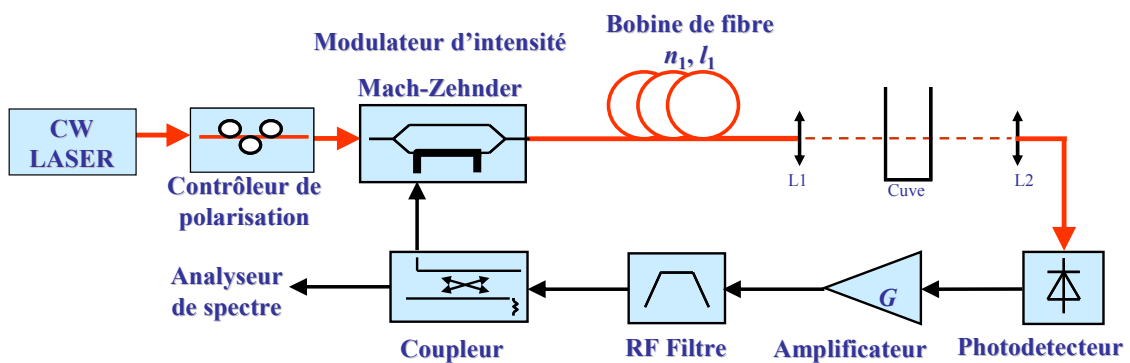 Modulateur d'intensité
Mach-Zehnder
Bobine de fibre
n1, l1
CW
LASER
Contrôleur de
polarisation
L1
Cuve
L2
Analyseur
de spectre
Coupleur
RF Filtre
G
Amplificateur
Photodetecteur